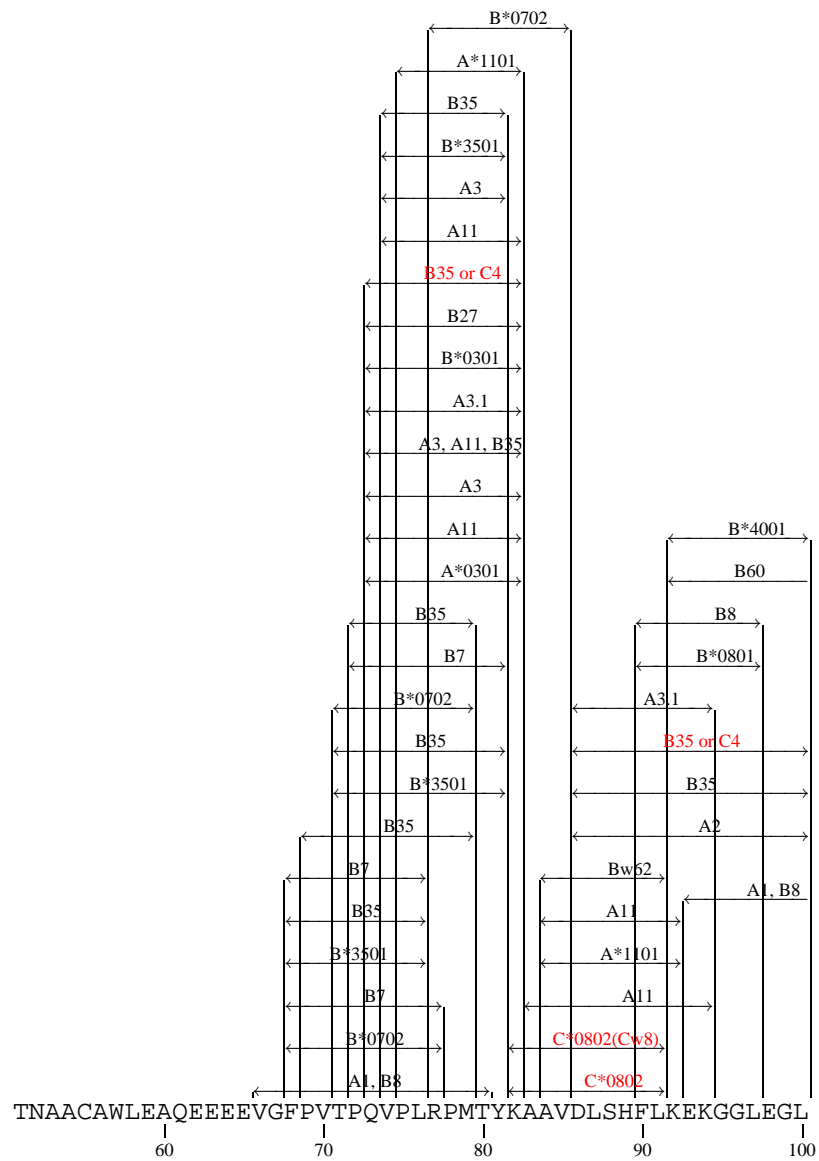 B*0702
A*1101
B35
B*3501
A3
A11
B35 or C4
B27
B*0301
A3.1
A3, A11, B35
A3
A11
B*4001
A*0301
B60
B35
B8
B7
B*0801
B*0702
A3.1
B35
B35 or C4
B*3501
B35
B35
A2
B7
Bw62
A1, B8
B35
A11
B*3501
A*1101
B7
A11
B*0702
C*0802(Cw8)
A1, B8
C*0802
TNAACAWLEAQEEEEVGFPVTPQVPLRPMTYKAAVDLSHFLKEKGGLEGL
60 70 80 90 100